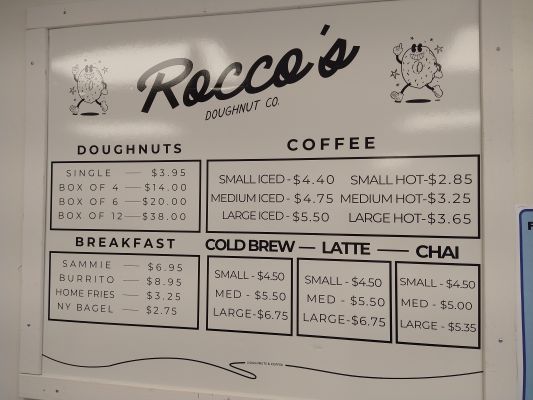 Rocco's
DOUGHNUT CO.
DOUGHNUTS
SINGLE — $3.95
BOX OF 4 — $14.00
BOX OF 6 — $20.00
BOX OF 12 — $38.00
COFFEE
SMALL ICED - $4.40 SMALL HOT-$2.85
MEDIUM ICED - $4.75 MEDIUM HOT-$3.25
LARGE ICED - $5.50 LARGE HOT-$3.65
BREAKFAST
SAMMIE — $6.95
BURRITO — $8.95
HOME FRIES — $3.25
NY BAGEL — $2.75
COLD BREW — LATTE — CHAI
SMALL - $4.50
MED - $5.50
LARGE-$6.75
SMALL - $4.50
MED - $5.50
LARGE-$6.75
SMALL - $4.50
MED - $5.00
LARGE - $5.35
DOUGHNUTS & COFFEE